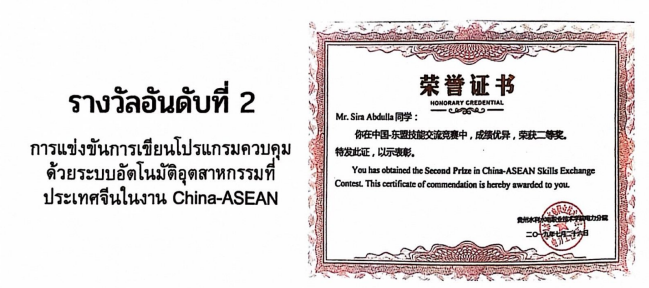 รางวัลอันดับที่ 2
การแข่งขันการเขียนโปรแกรมควบคุม
ด้วยระบบอัตโนมัติอุตสาหกรรมที่
ประเทศจีนในงาน China-ASEAN
荣誉证书
HONORARY CREDENTIAL
Mr. Sira Abdulla 同学：
你在中国-东盟技能交流竞赛中，成绩优异，荣获二等奖。
特发此证，以示表彰。
You has obtained the Second Prize in China-ASEAN Skills Exchange
Contest. This certificate of commendation is hereby awarded to you.
贵州水利水电职业技术学院电力分院
二〇一九年七月二十六日